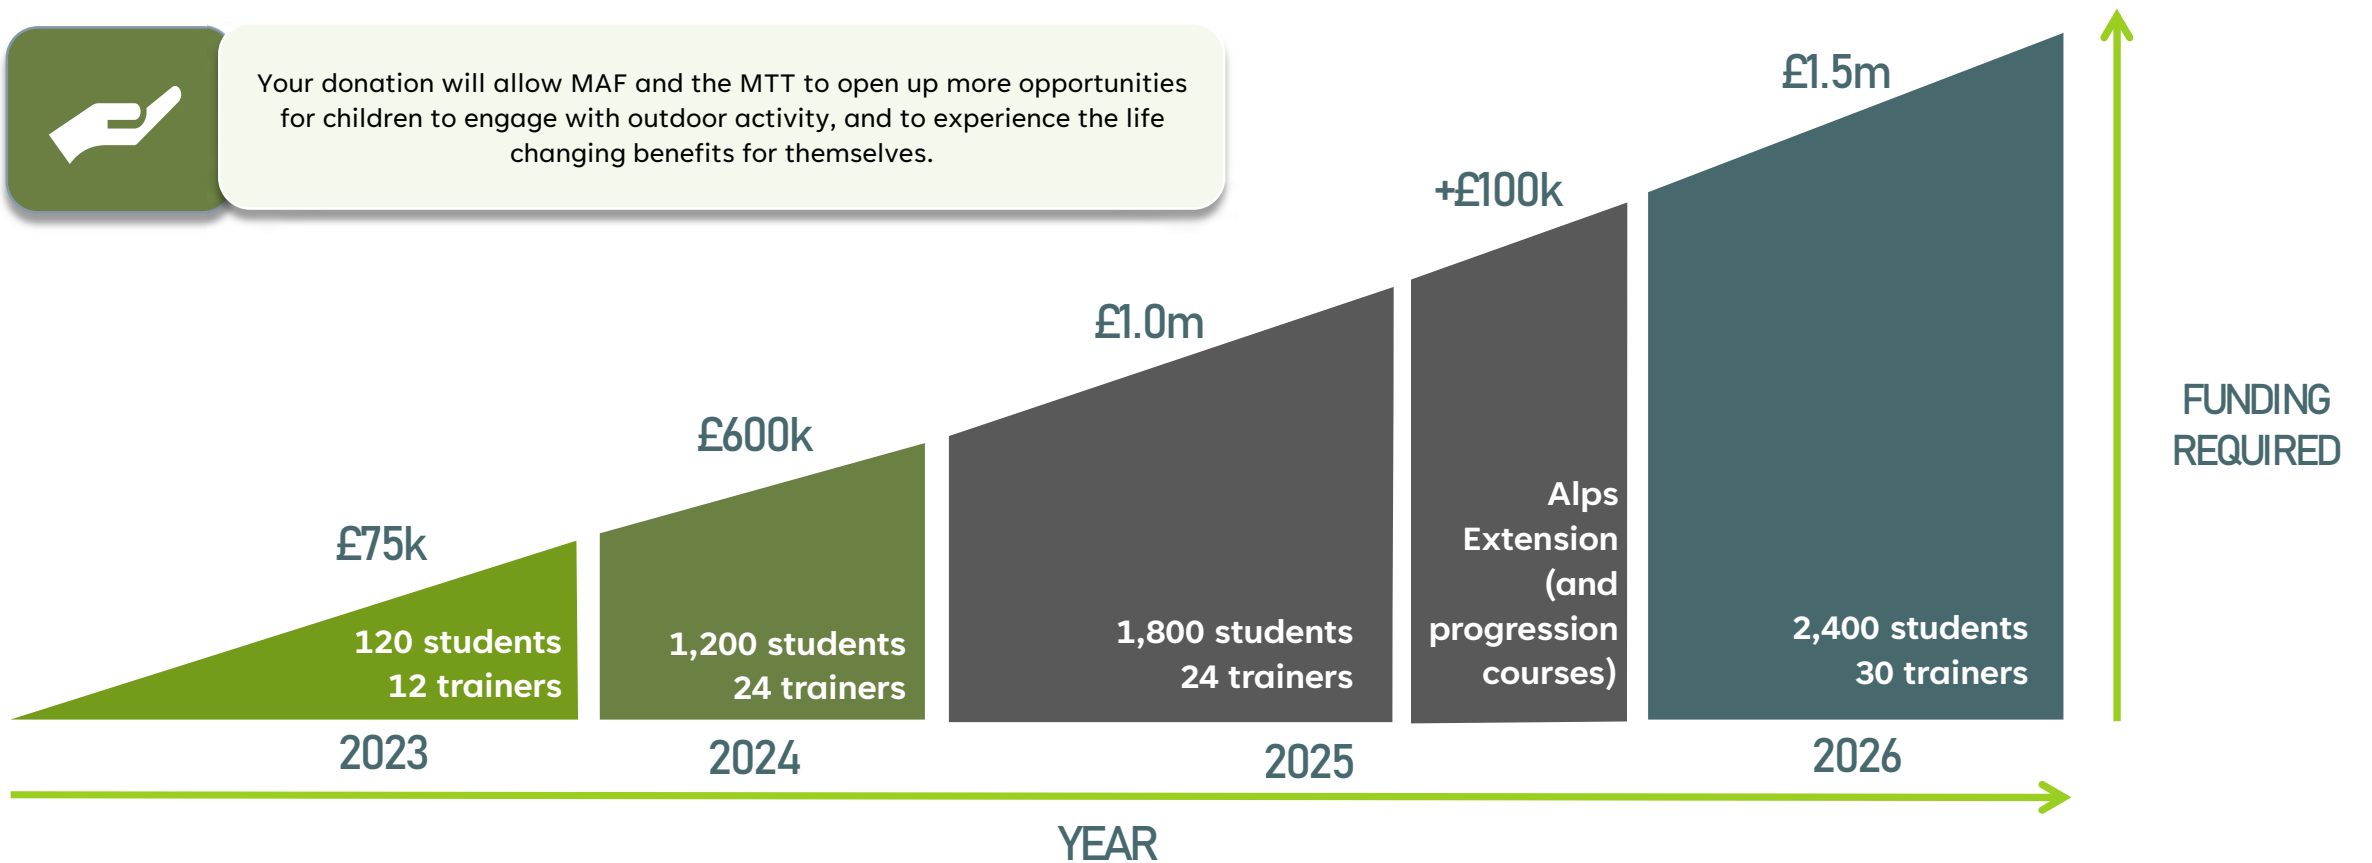 Your donation will allow MAF and the MTT to open up more opportunities
for children to engage with outdoor activity, and to experience the life
changing benefits for themselves.
£75k
120 students
12 trainers
2023
£600k
1,200 students
24 trainers
2024
£1.0m
1,800 students
24 trainers
2025
+£100k
Alps
Extension
(and
progression
courses)
£1.5m
2,400 students
30 trainers
2026
FUNDING
REQUIRED
YEAR